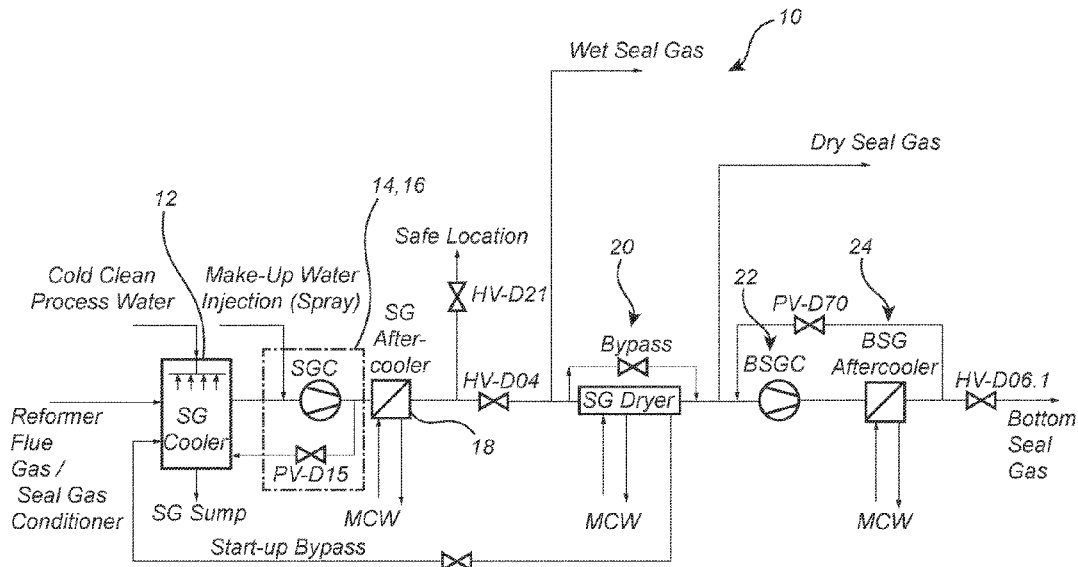 10
Wet Seal Gas
Dry Seal Gas
14,16
12
Safe Location
20
24
Cold Clean
Process Water
Make-Up Water
Injection (Spray)
HV-D21
SG
After-
cooler
22
PV-D70
Bypass
BSGC
BSG
Aftercooler
SGC
HV-D04
HV-D06.1
SG Dryer
Reformer
Flue
Gas /
Seal Gas
Conditioner
SG
Cooler
18
Bottom
Seal
Gas
PV-D15
SG Sump
MCW
MCW
MCW
Start-up Bypass